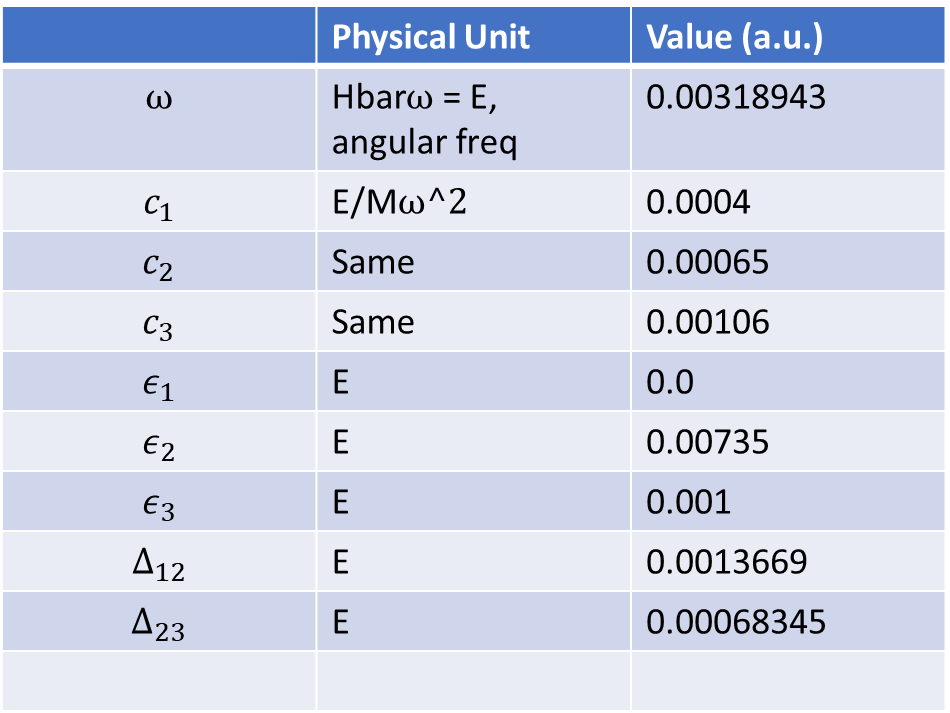 Physical Unit Value (a.u.)
ω Hbarω = E, 0.00318943
angular freq
c₁ E/Mω^2 0.0004
c₂ Same 0.00065
c₃ Same 0.00106
ϵ₁ E 0.0
ϵ₂ E 0.00735
ϵ₃ E 0.001
Δ₁₂ E 0.0013669
Δ₂₃ E 0.00068345